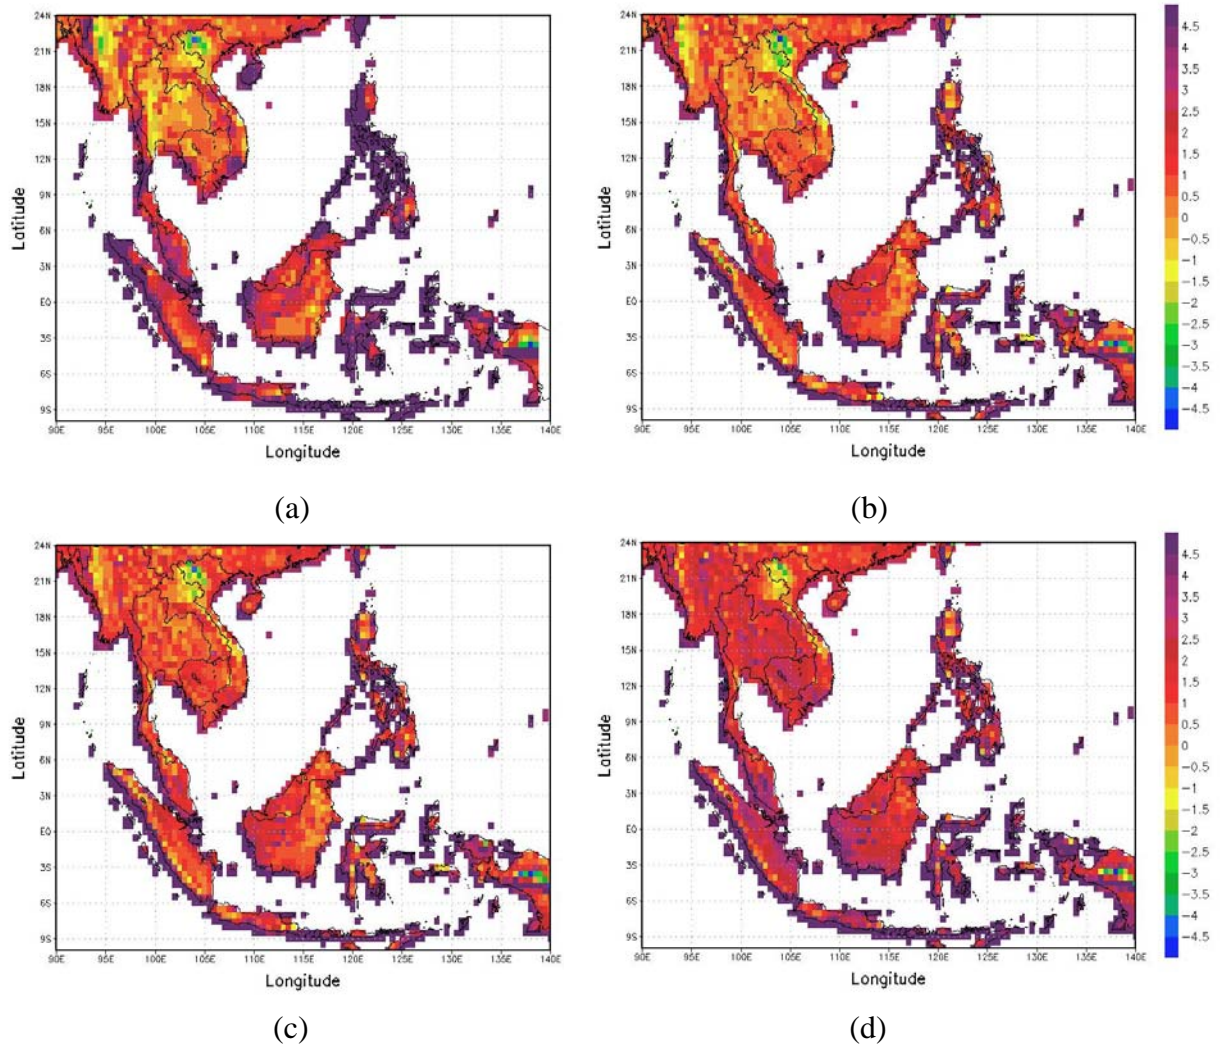 24N
21N
18N
15N
12N
9N
6N
3N
EQ
3S
6S
9S
Latitude
90E 95E 100E 105E 110E 115E 120E 125E 130E 135E 140E
Longitude
(a)
24N
21N
18N
15N
12N
9N
6N
3N
EQ
3S
6S
9S
Latitude
90E 95E 100E 105E 110E 115E 120E 125E 130E 135E 140E
Longitude
(b)
4.5
4
3.5
3
2.5
2
1.5
1
0.5
0
−0.5
−1
−1.5
−2
−2.5
−3
−3.5
−4
−4.5
24N
21N
18N
15N
12N
9N
6N
3N
EQ
3S
6S
9S
Latitude
90E 95E 100E 105E 110E 115E 120E 125E 130E 135E 140E
Longitude
(c)
24N
21N
18N
15N
12N
9N
6N
3N
EQ
3S
6S
9S
Latitude
90E 95E 100E 105E 110E 115E 120E 125E 130E 135E 140E
Longitude
(d)
4.5
4
3.5
3
2.5
2
1.5
1
0.5
0
−0.5
−1
−1.5
−2
−2.5
−3
−3.5
−4
−4.5